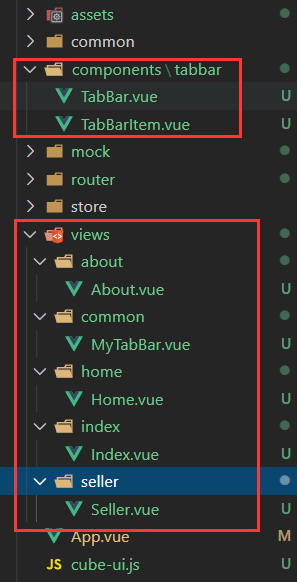 assets
common
components \ tabbar
TabBar.vue U
TabBarItem.vue U
mock
router
store
views
about
About.vue U
common
MyTabBar.vue U
home
Home.vue U
index
Index.vue U
seller
Seller.vue U
App.vue M
JS cube-ui.js U